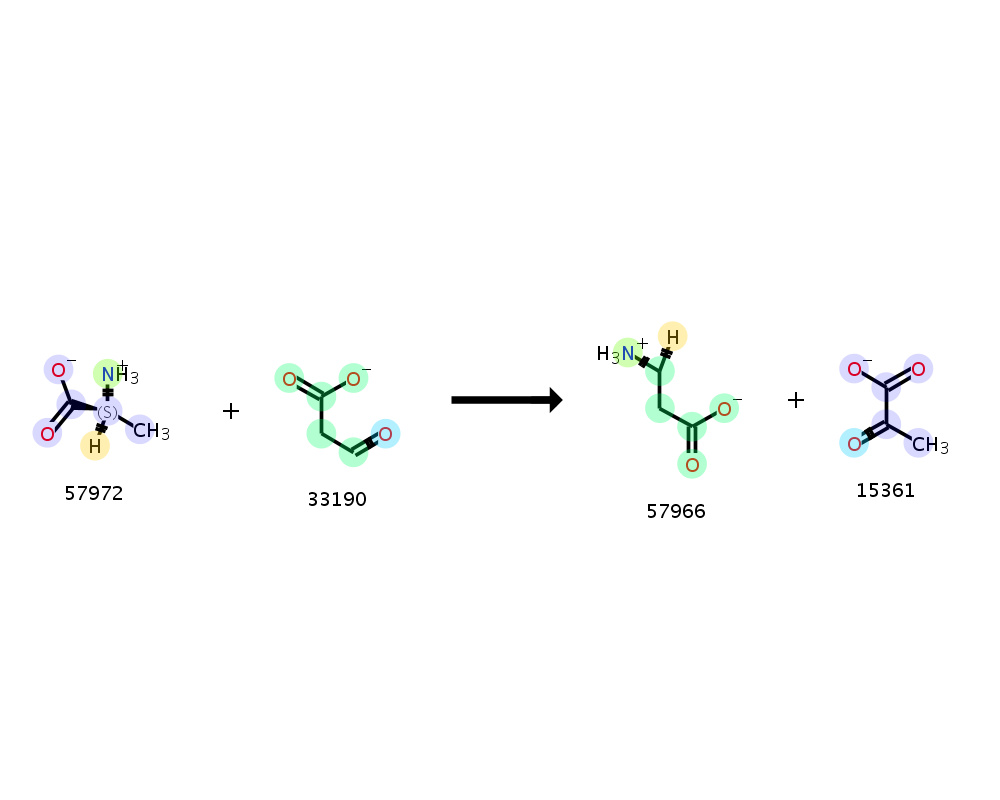 O⁻ NH₃⁺ (S) O H CH₃
57972
+
O O⁻ O
33190
H₃N⁺ H O⁻ O
57966
+
O⁻ O O CH₃
15361